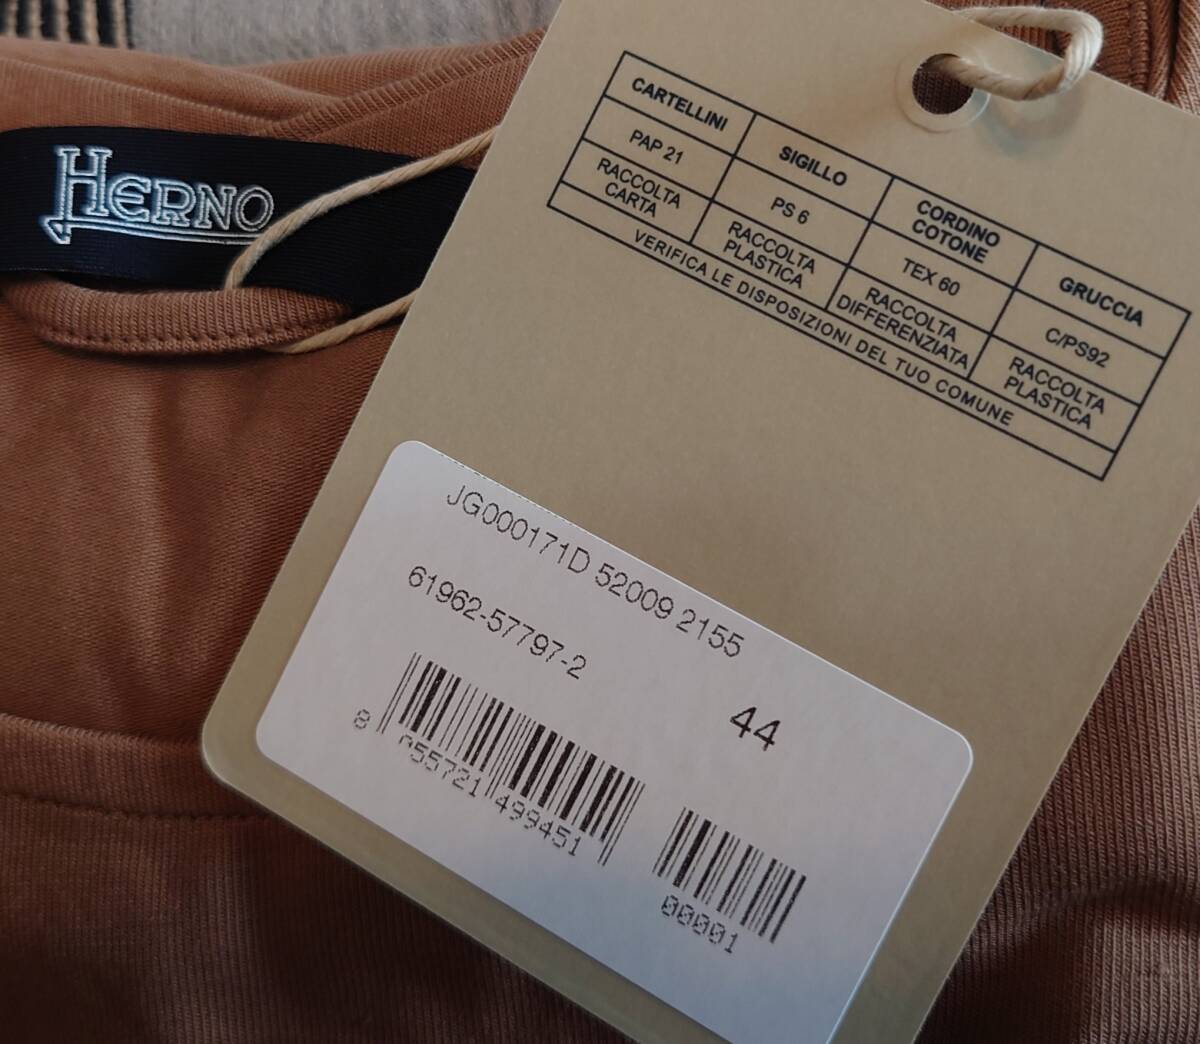 HERNO
CARTELLINI SIGILLO CORDINO COTONE GRUCCIA
PAP 21 PS 6 TEX 60 C/PS92
RACCOLTA CARTA RACCOLTA PLASTICA RACCOLTA DIFFERENZIATA RACCOLTA PLASTICA
VERIFICA LE DISPOSIZIONI DEL TUO COMUNE
JG000171D 52009 2155
61962-57797-2
44
8 055721 499451
00001